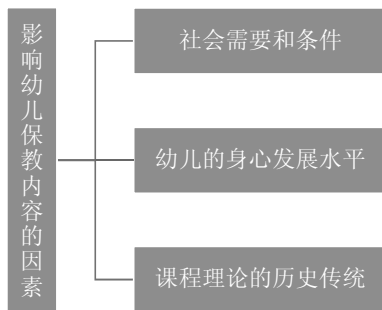 影响幼儿保教内容的因素
社会需要和条件
幼儿的身心发展水平
课程理论的历史传统